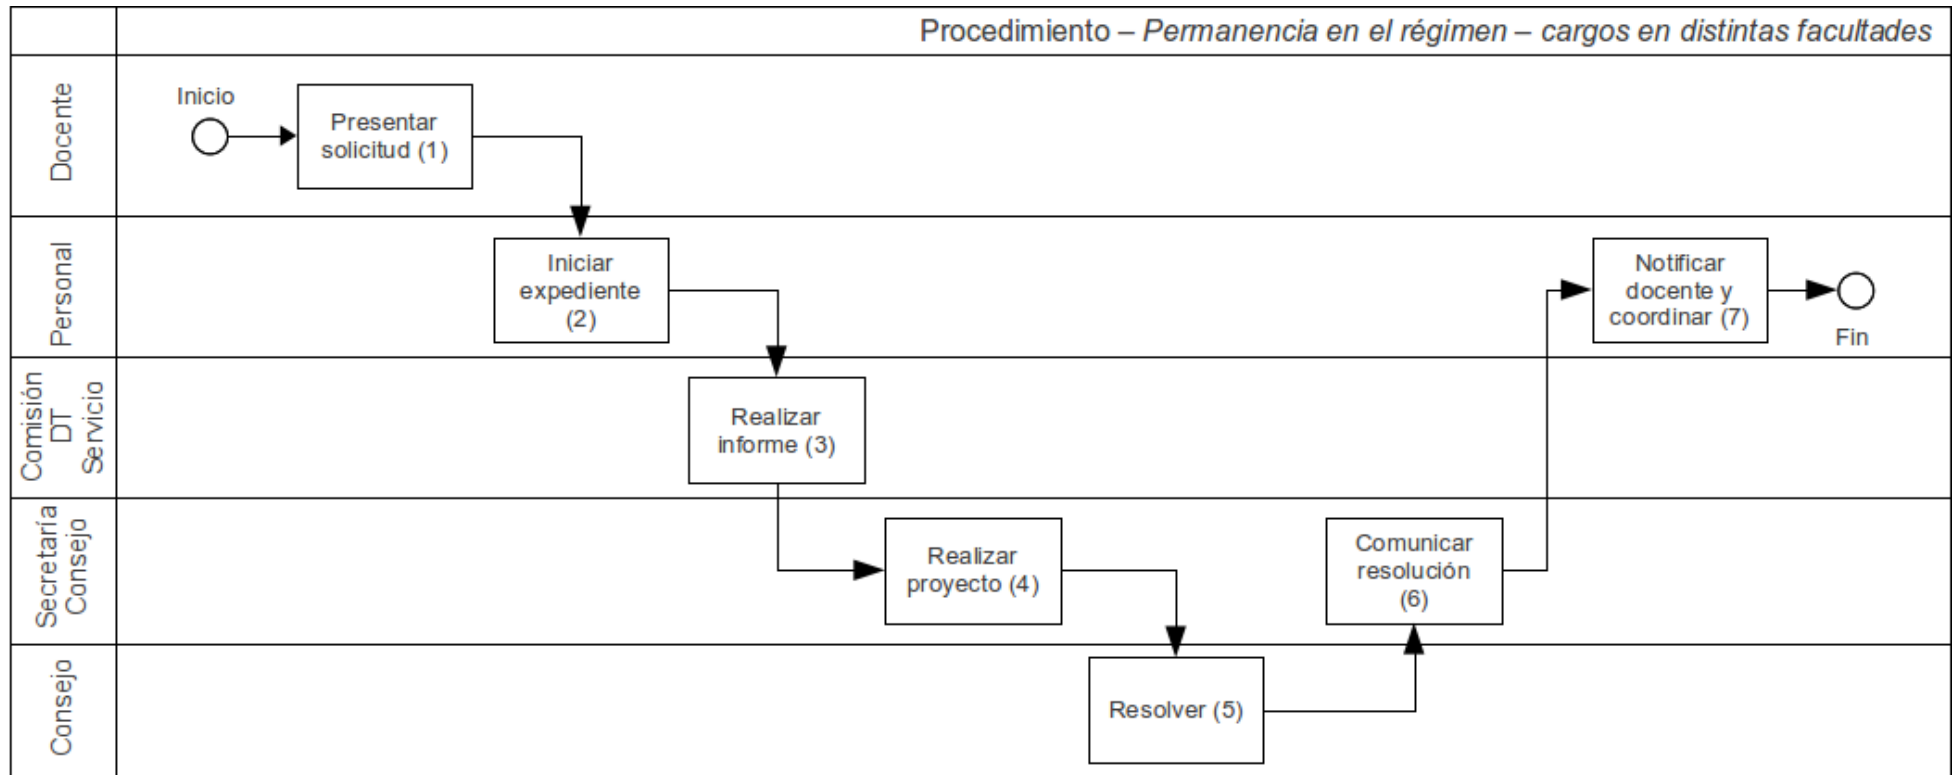 Procedimiento – Permanencia en el régimen – cargos en distintas facultades
Docente
Inicio
Presentar
solicitud (1)
Personal
Iniciar
expediente
(2)
Notificar
docente y
coordinar (7)
Fin
Comisión
DT
Servicio
Realizar
informe (3)
Secretaría
Consejo
Realizar
proyecto (4)
Comunicar
resolución
(6)
Consejo
Resolver (5)